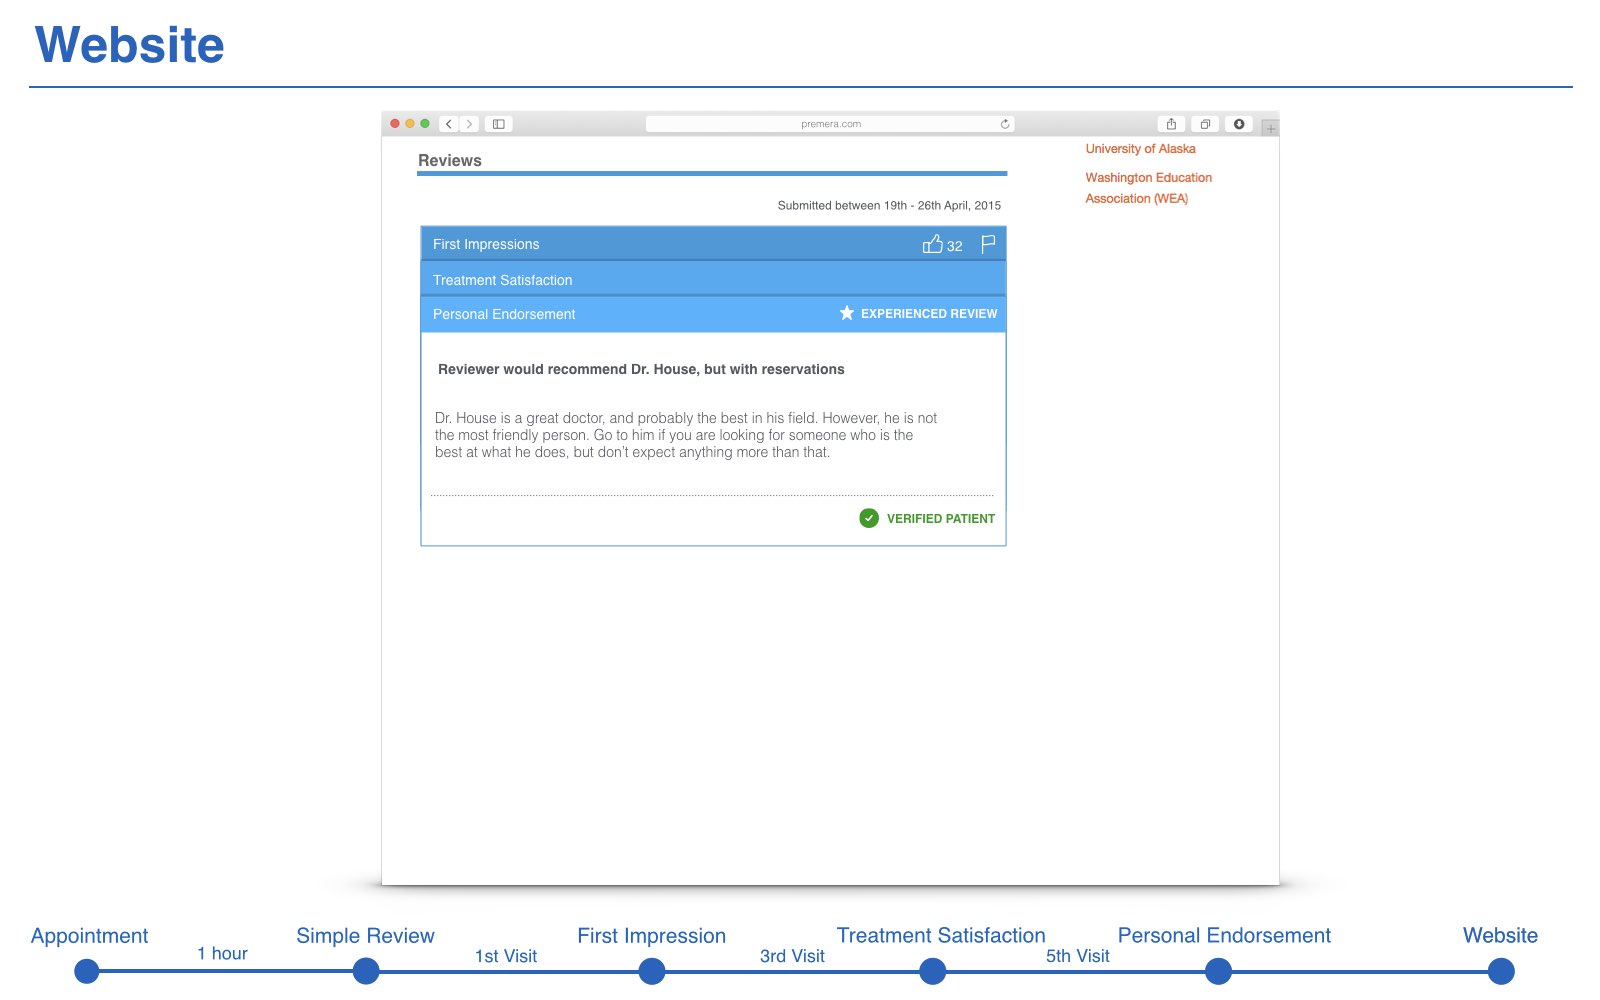 Website
premera.com
Reviews
University of Alaska
Washington Education
Association (WEA)
Submitted between 19th - 26th April, 2015
First Impressions
32
Treatment Satisfaction
Personal Endorsement
EXPERIENCED REVIEW
Reviewer would recommend Dr. House, but with reservations
Dr. House is a great doctor, and probably the best in his field. However, he is not
the most friendly person. Go to him if you are looking for someone who is the
best at what he does, but don't expect anything more than that.
VERIFIED PATIENT
Appointment
1 hour
Simple Review
1st Visit
First Impression
3rd Visit
Treatment Satisfaction
5th Visit
Personal Endorsement
Website